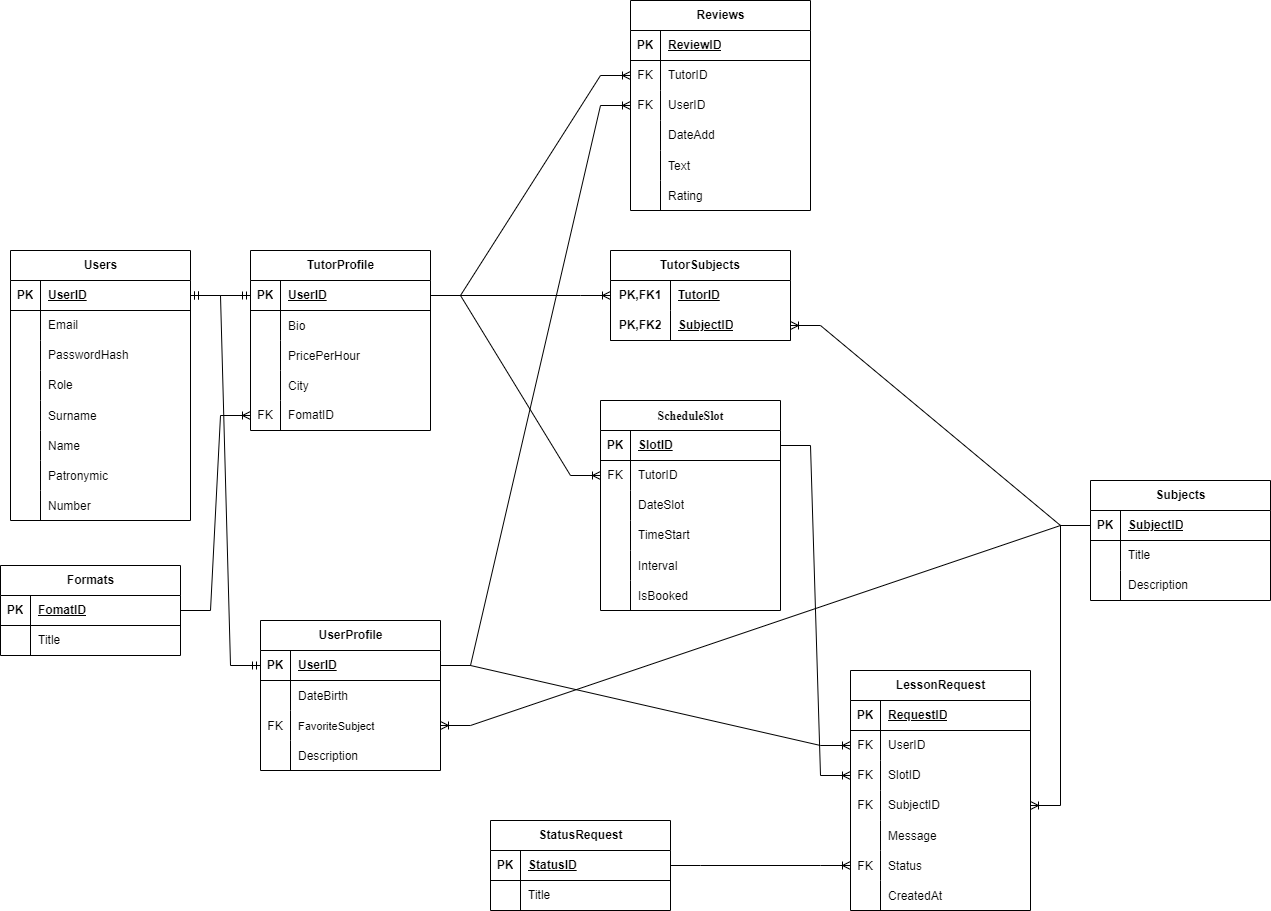 Reviews
PK ReviewID
FK TutorID
FK UserID
DateAdd
Text
Rating
Users
PK UserID
Email
PasswordHash
Role
Surname
Name
Patronymic
Number
TutorProfile
PK UserID
Bio
PricePerHour
City
FK FomatID
TutorSubjects
PK,FK1 TutorID
PK,FK2 SubjectID
ScheduleSlot
PK SlotID
FK TutorID
DateSlot
TimeStart
Interval
IsBooked
Subjects
PK SubjectID
Title
Description
Formats
PK FomatID
Title
UserProfile
PK UserID
DateBirth
FK FavoriteSubject
Description
LessonRequest
PK RequestID
FK UserID
FK SlotID
FK SubjectID
Message
FK Status
CreatedAt
StatusRequest
PK StatusID
Title